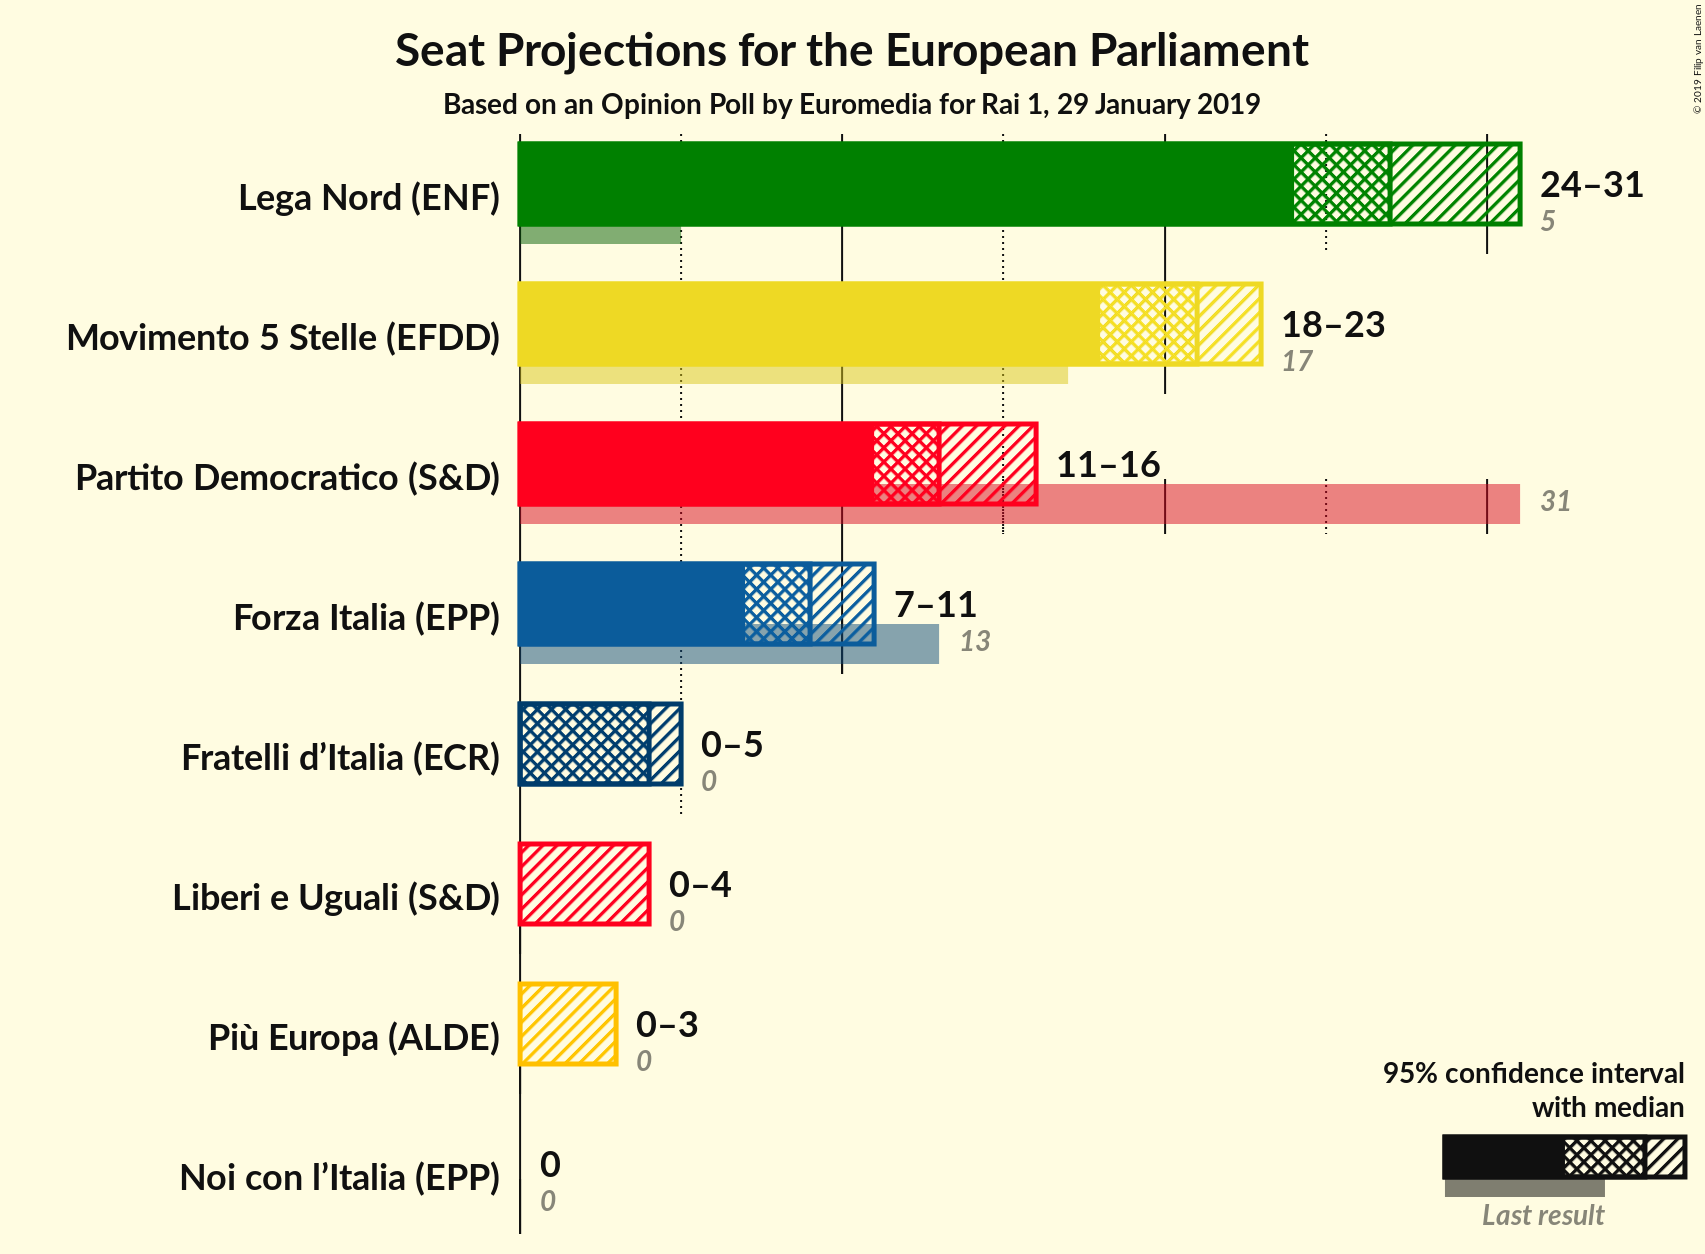 Seat Projections for the European Parliament
Based on an Opinion Poll by Euromedia for Rai 1, 29 January 2019
© 2019 Filip van Laenen
Lega Nord (ENF)
24–31
5
Movimento 5 Stelle (EFDD)
18–23
17
Partito Democratico (S&D)
11–16
31
Forza Italia (EPP)
7–11
13
Fratelli d’Italia (ECR)
0–5
0
Liberi e Uguali (S&D)
0–4
0
Più Europa (ALDE)
0–3
0
Noi con l’Italia (EPP)
0
0
95% confidence interval
with median
Last result